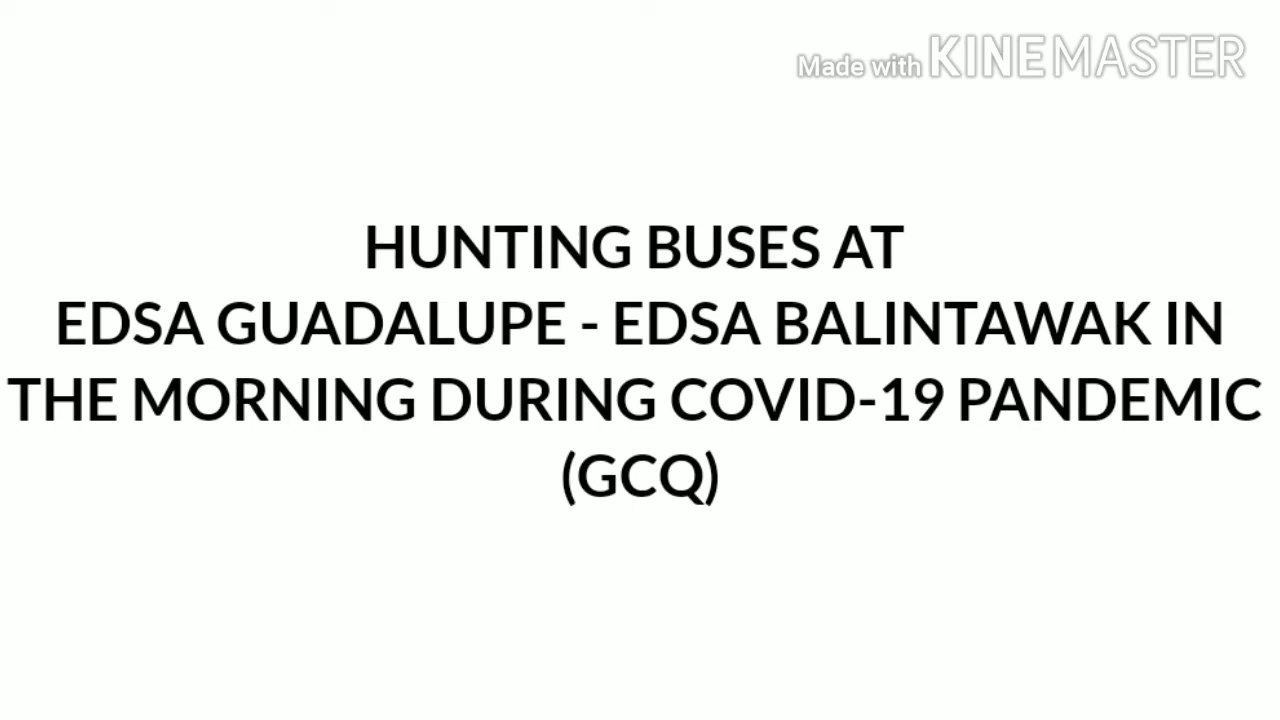 Made with KINEMASTER
HUNTING BUSES AT
EDSA GUADALUPE - EDSA BALINTAWAK IN
THE MORNING DURING COVID-19 PANDEMIC
(GCQ)